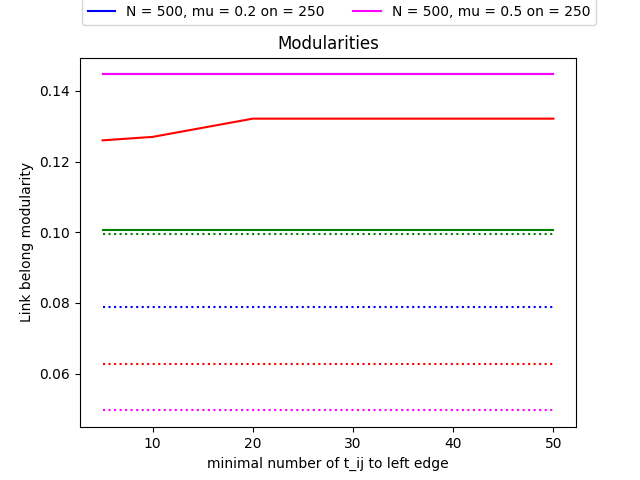 N = 500, mu = 0.2 on = 250 N = 500, mu = 0.5 on = 250
Modularities
0.14
0.12
0.10
0.08
0.06
Link belong modularity
10 20 30 40 50
minimal number of t_ij to left edge